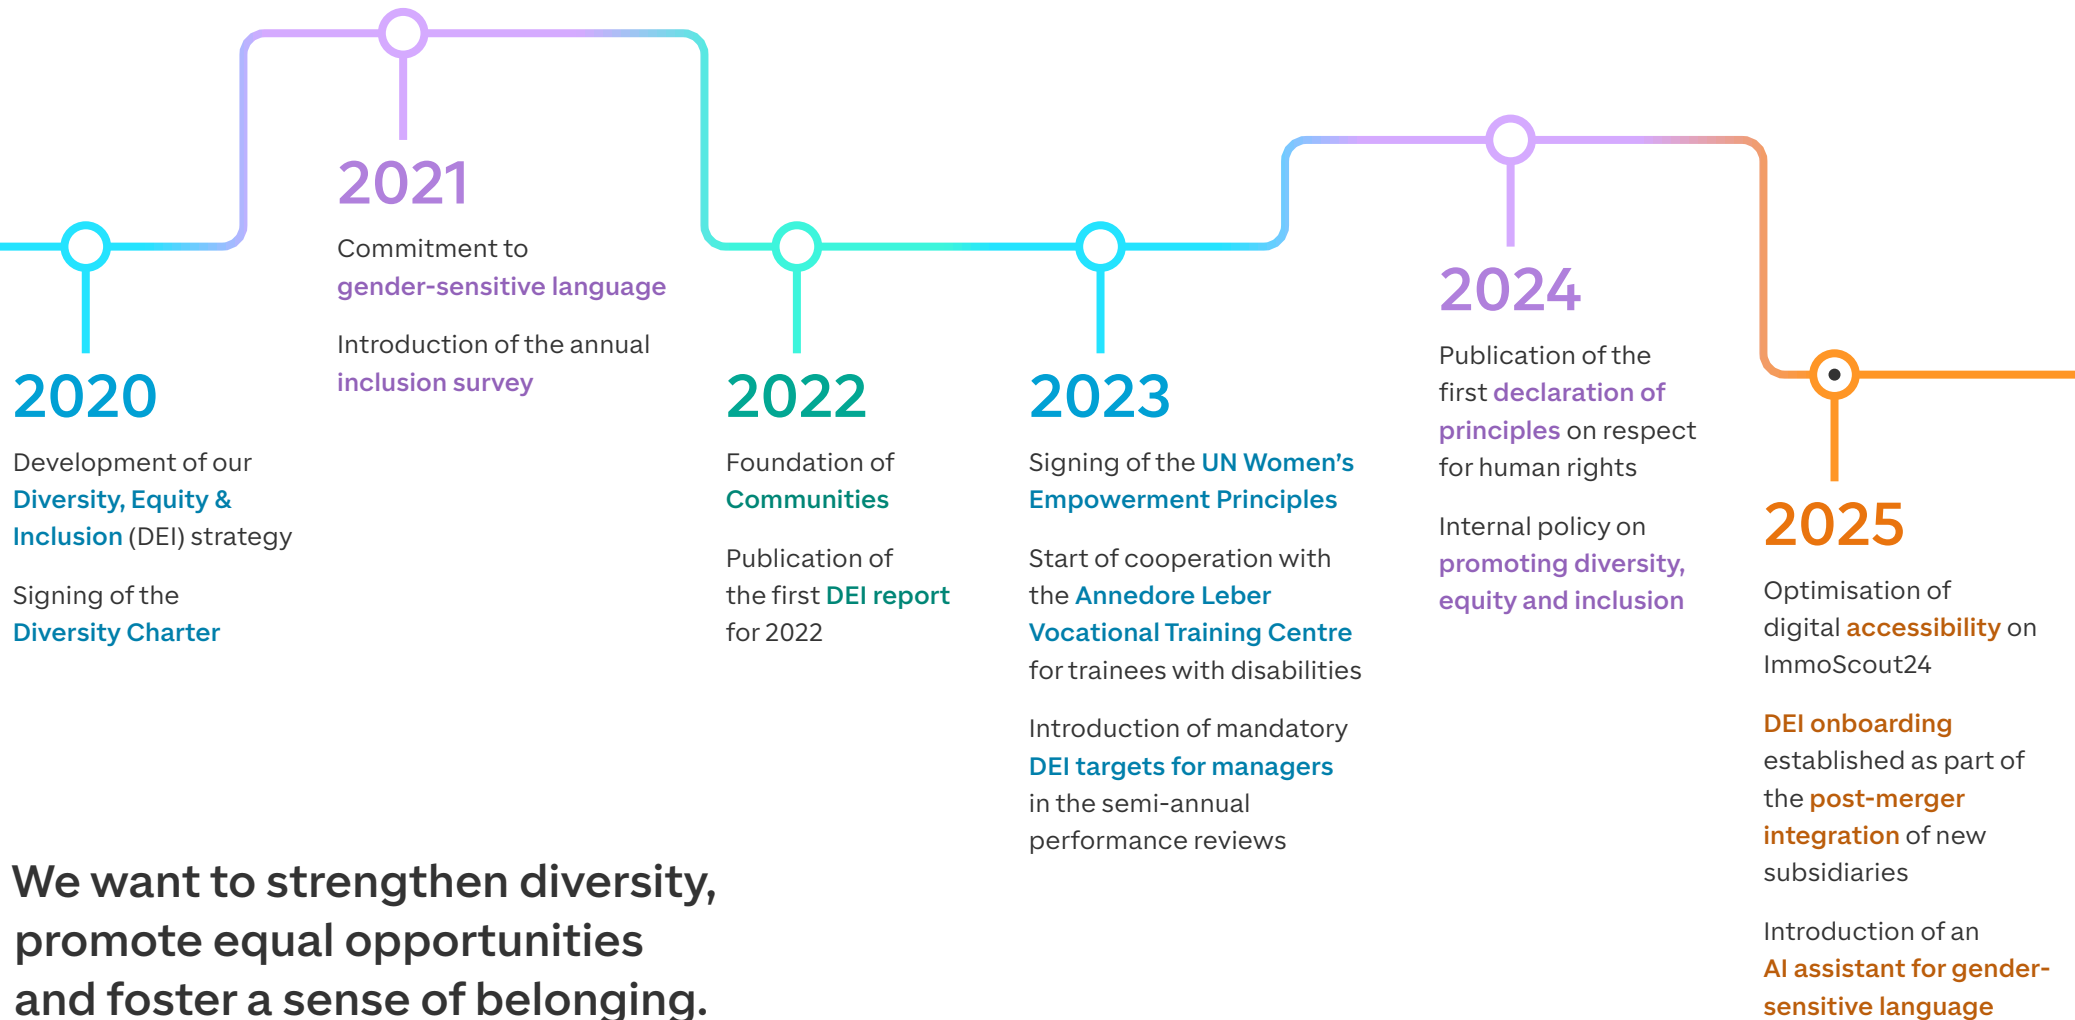 2020
Development of our
Diversity, Equity &
Inclusion (DEI) strategy
Signing of the
Diversity Charter
2021
Commitment to
gender-sensitive language
Introduction of the annual
inclusion survey
2022
Foundation of
Communities
Publication of
the first DEI report
for 2022
2023
Signing of the UN Women’s
Empowerment Principles
Start of cooperation with
the Annedore Leber
Vocational Training Centre
for trainees with disabilities
Introduction of mandatory
DEI targets for managers
in the semi-annual
performance reviews
2024
Publication of the
first declaration of
principles on respect
for human rights
Internal policy on
promoting diversity,
equity and inclusion
2025
Optimisation of
digital accessibility on
ImmoScout24
DEI onboarding
established as part of
the post-merger
integration of new
subsidiaries
Introduction of an
AI assistant for gender-
sensitive language
We want to strengthen diversity,
promote equal opportunities
and foster a sense of belonging.